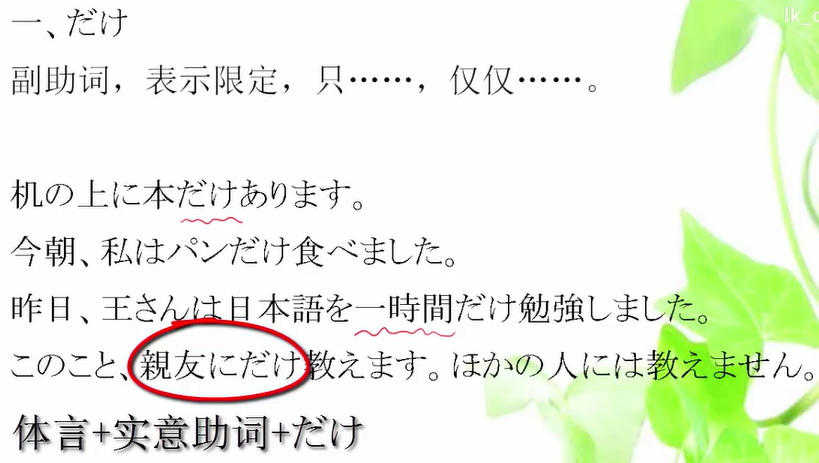 一、だけ
副助词，表示限定，只……，仅仅……。
机の上に本だけあります。
今朝、私はパンだけ食べました。
昨日、王さんは日本語を一時間だけ勉強しました。
このこと、親友にだけ教えます。ほかの人には教えません。
体言+实意助词+だけ